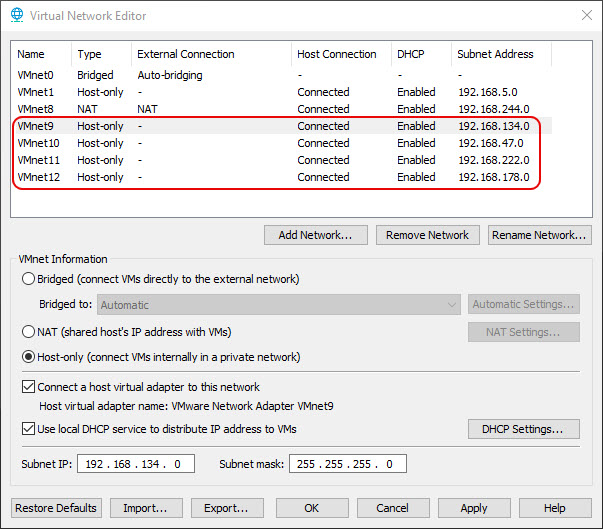 Virtual Network Editor
Name Type External Connection Host Connection DHCP Subnet Address
VMnet0 Bridged Auto-bridging - - -
VMnet1 Host-only - Connected Enabled 192.168.5.0
VMnet8 NAT NAT Connected Enabled 192.168.244.0
VMnet9 Host-only - Connected Enabled 192.168.134.0
VMnet10 Host-only - Connected Enabled 192.168.47.0
VMnet11 Host-only - Connected Enabled 192.168.222.0
VMnet12 Host-only - Connected Enabled 192.168.178.0
Add Network... Remove Network Rename Network...
VMnet Information
Bridged (connect VMs directly to the external network)
Bridged to: Automatic Automatic Settings...
NAT (shared host's IP address with VMs) NAT Settings...
Host-only (connect VMs internally in a private network)
Connect a host virtual adapter to this network
Host virtual adapter name: VMware Network Adapter VMnet9
Use local DHCP service to distribute IP address to VMs DHCP Settings...
Subnet IP: 192 . 168 . 134 . 0 Subnet mask: 255 . 255 . 255 . 0
Restore Defaults Import... Export... OK Cancel Apply Help